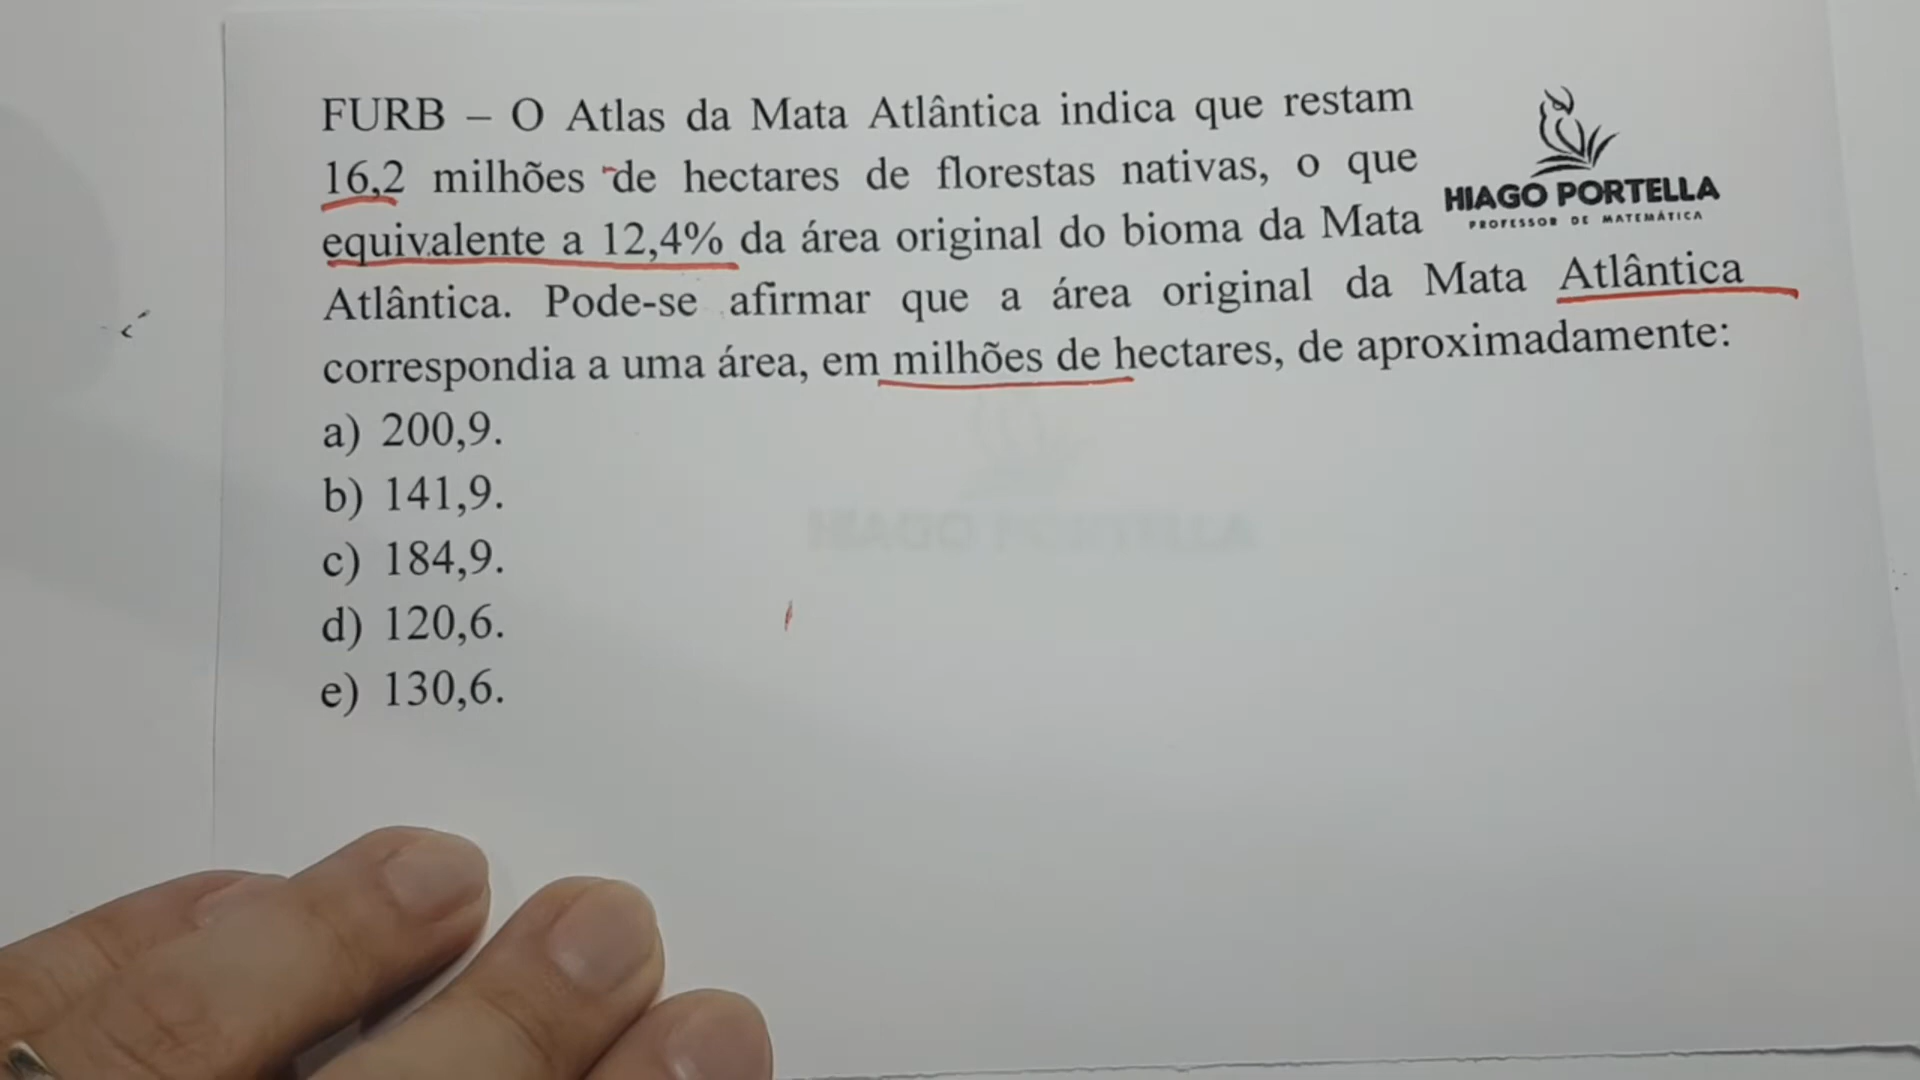 FURB – O Atlas da Mata Atlântica indica que restam
16,2 milhões de hectares de florestas nativas, o que
equivalente a 12,4% da área original do bioma da Mata
Atlântica. Pode-se afirmar que a área original da Mata Atlântica
correspondia a uma área, em milhões de hectares, de aproximadamente:
a) 200,9.
b) 141,9.
c) 184,9.
d) 120,6.
e) 130,6.
HIAGO PORTELLA
PROFESSOR DE MATEMÁTICA
HIAGO PORTELLA